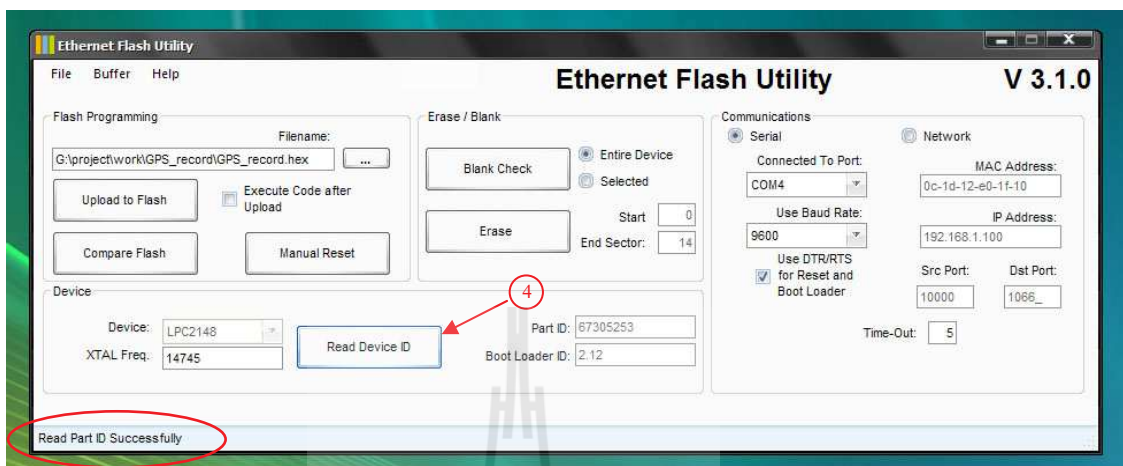 Ethernet Flash Utility
File Buffer Help
Ethernet Flash Utility V 3.1.0
Flash Programming
Filename:
G:\project\work\GPS_record\GPS_record.hex ...
Upload to Flash
Execute Code after
Upload
Compare Flash
Manual Reset
Erase / Blank
Blank Check
Entire Device
Selected
Erase
Start 0
End Sector: 14
Communications
Serial
Network
Connected To Port:
COM4
Use Baud Rate:
9600
Use DTR/RTS
for Reset and
Boot Loader
MAC Address:
0c-1d-12-e0-1f-10
IP Address:
192.168.1.100
Src Port: Dst Port:
10000 1066_
Time-Out: 5
Device
Device: LPC2148
XTAL Freq. 14745
Read Device ID
4
Part ID: 67305253
Boot Loader ID: 2.12
Read Part ID Successfully